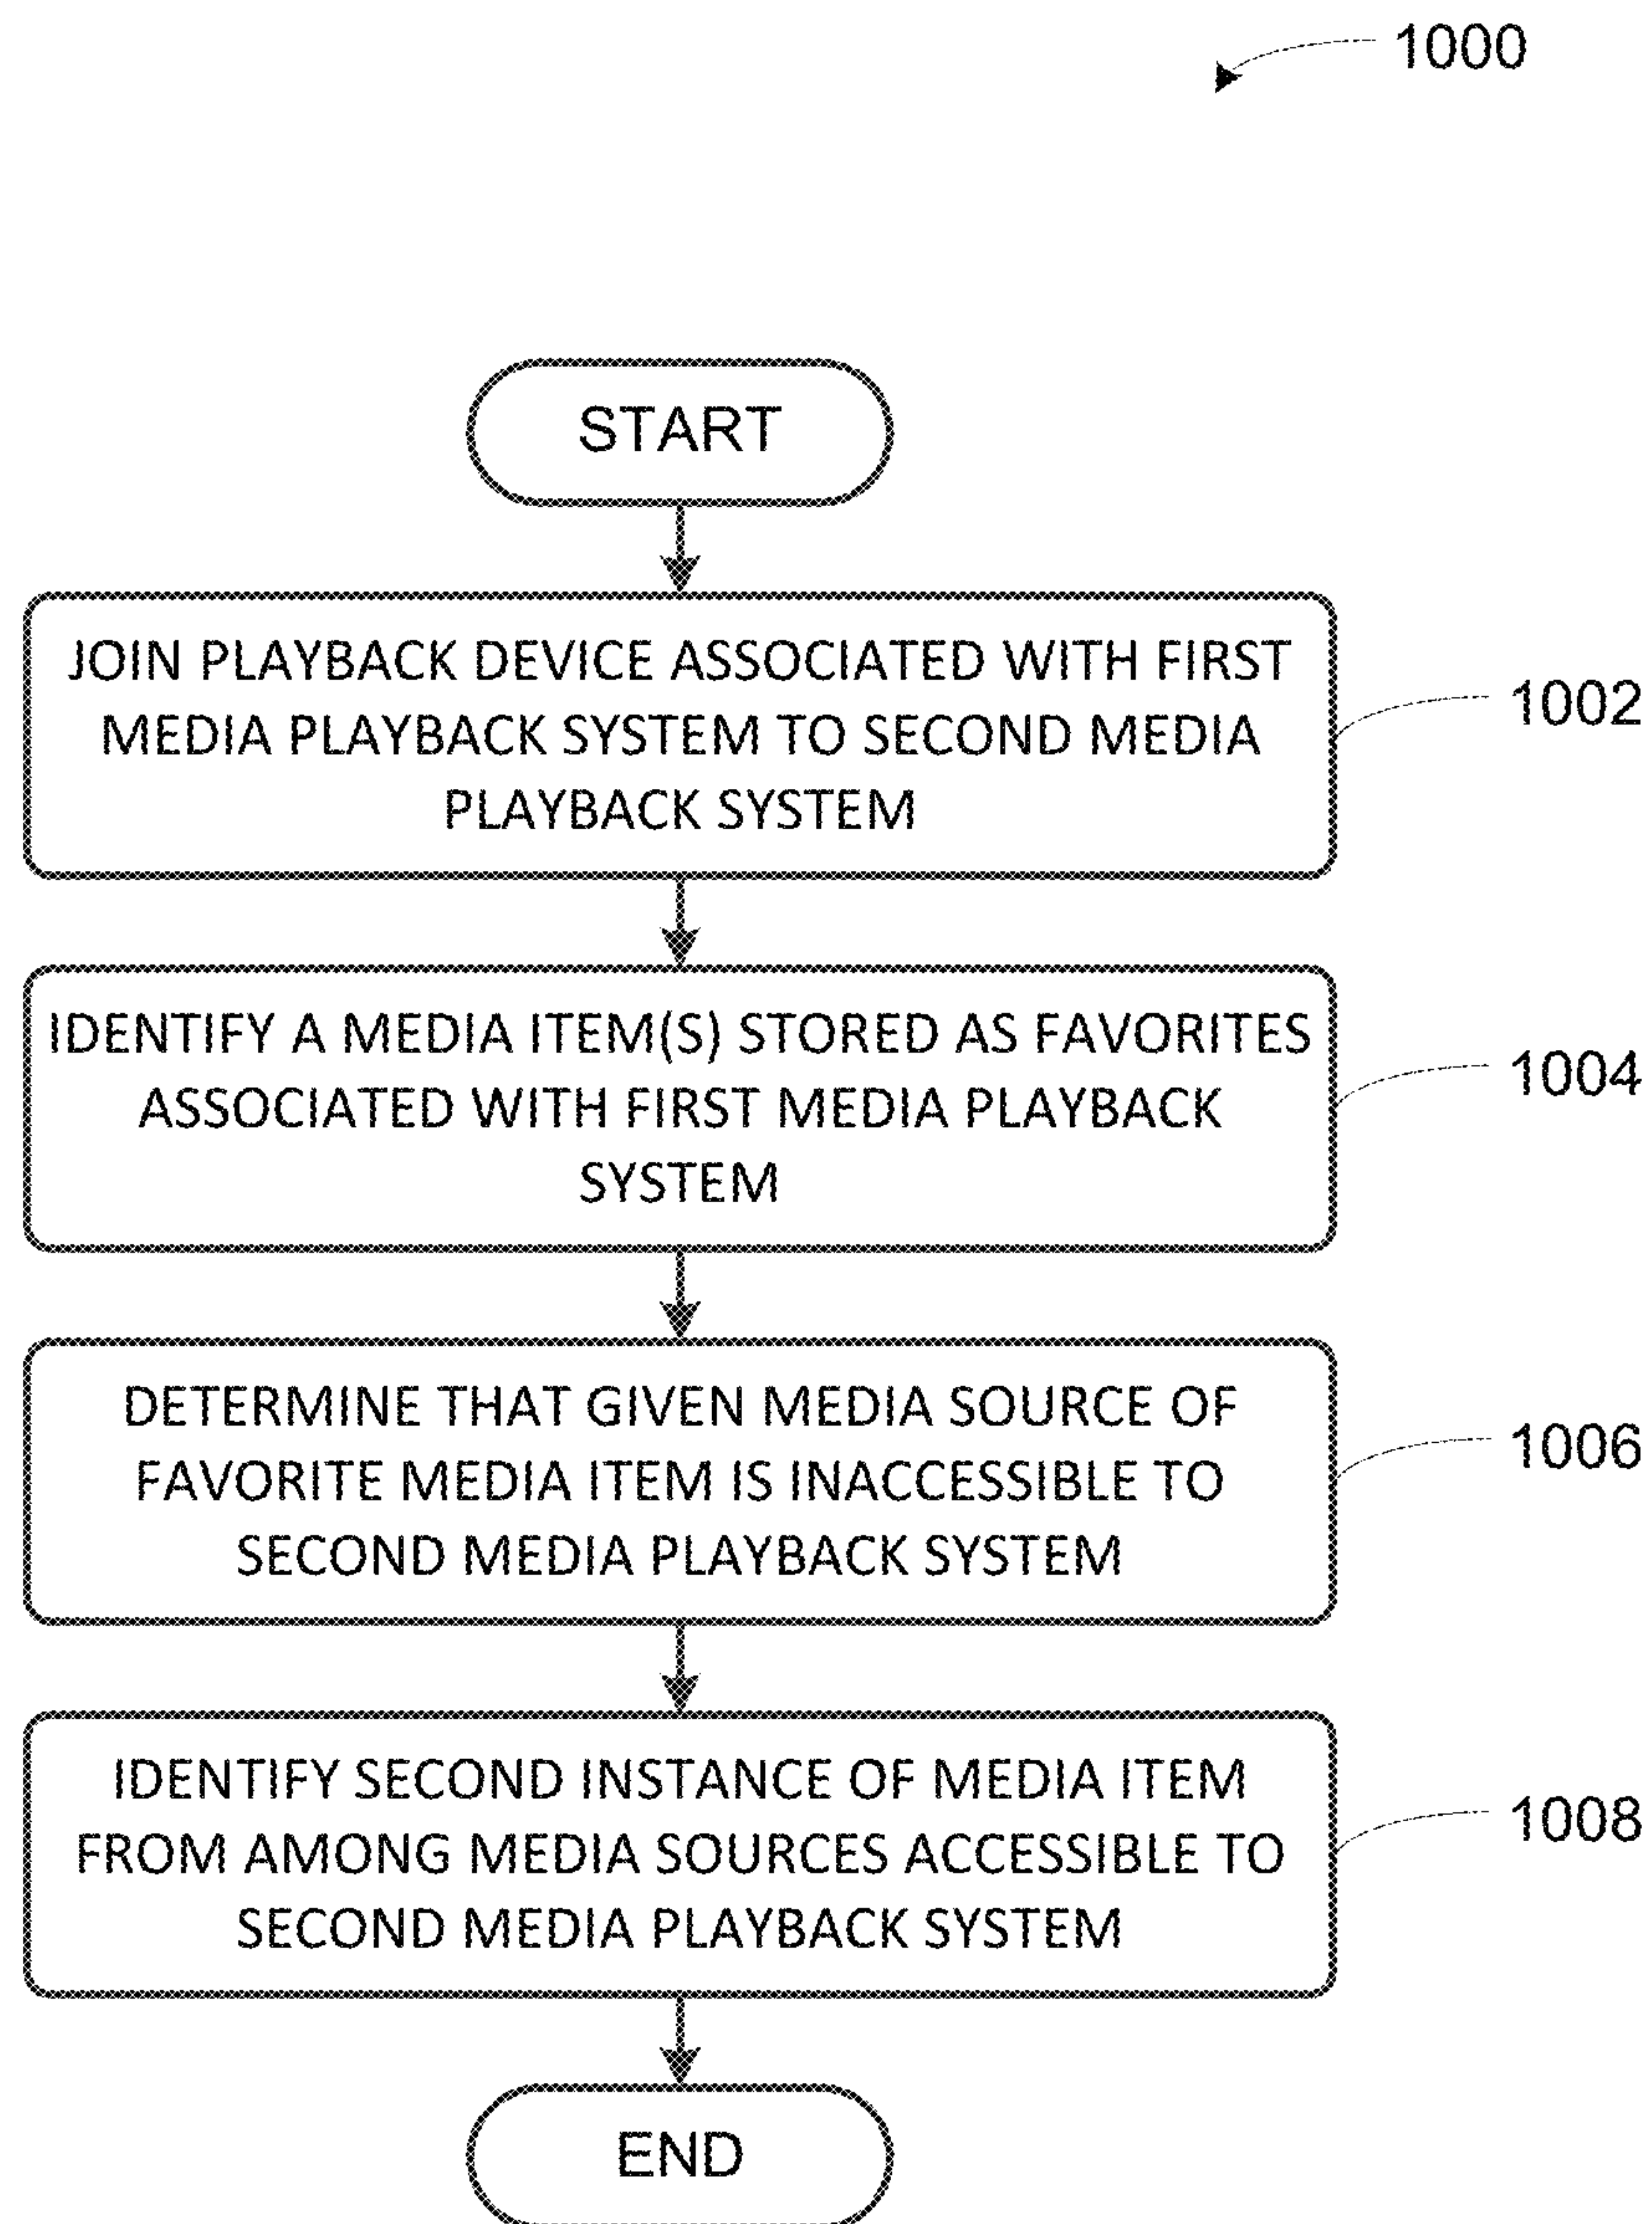 1000
START
JOIN PLAYBACK DEVICE ASSOCIATED WITH FIRST
MEDIA PLAYBACK SYSTEM TO SECOND MEDIA
PLAYBACK SYSTEM
1002
IDENTIFY A MEDIA ITEM(S) STORED AS FAVORITES
ASSOCIATED WITH FIRST MEDIA PLAYBACK
SYSTEM
1004
DETERMINE THAT GIVEN MEDIA SOURCE OF
FAVORITE MEDIA ITEM IS INACCESSIBLE TO
SECOND MEDIA PLAYBACK SYSTEM
1006
IDENTIFY SECOND INSTANCE OF MEDIA ITEM
FROM AMONG MEDIA SOURCES ACCESSIBLE TO
SECOND MEDIA PLAYBACK SYSTEM
1008
END